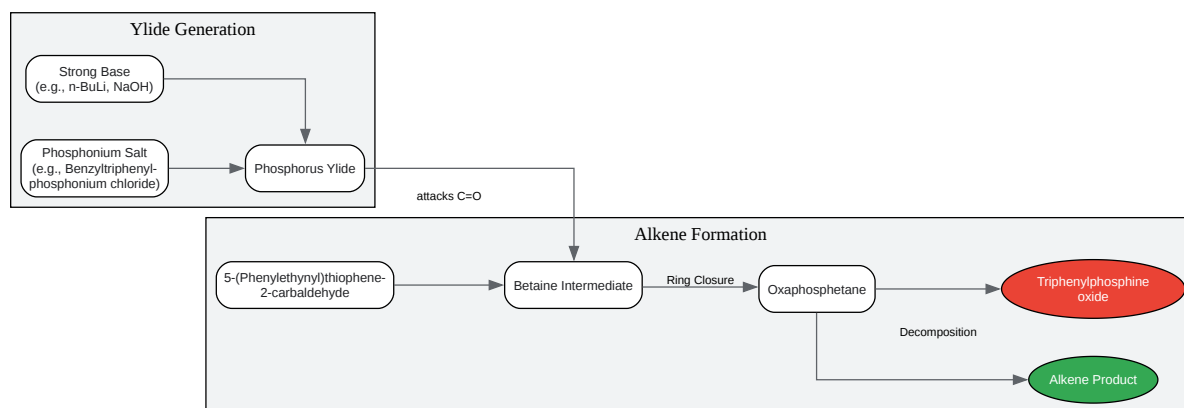 Ylide Generation
Strong Base
(e.g., n-BuLi, NaOH)
Phosphonium Salt
(e.g., Benzyltriphenyl-
phosphonium chloride)
Phosphorus Ylide
attacks C=O
Alkene Formation
5-(Phenylethynyl)thiophene-
2-carbaldehyde
Betaine Intermediate
Ring Closure
Oxaphosphetane
Triphenylphosphine
oxide
Decomposition
Alkene Product